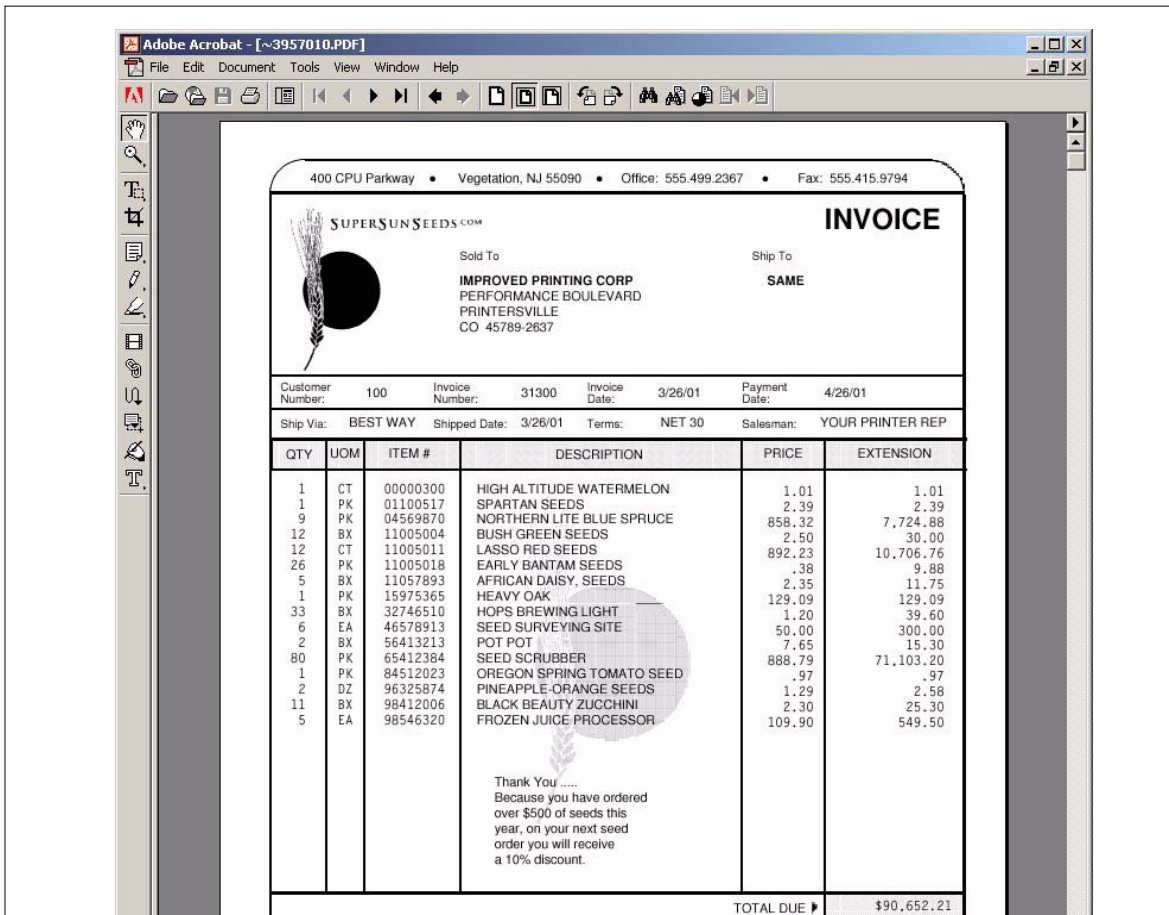 Adobe Acrobat - [~3957010.PDF]
File Edit Document Tools View Window Help
400 CPU Parkway • Vegetation, NJ 55090 • Office: 555.499.2367 • Fax: 555.415.9794
SUPERSUNSEEDS.COM
INVOICE
Sold To
Ship To
IMPROVED PRINTING CORP
SAME
PERFORMANCE BOULEVARD
PRINTERSVILLE
CO 45789-2637
Customer Number: 100 Invoice Number: 31300 Invoice Date: 3/26/01 Payment Date: 4/26/01
Ship Via: BEST WAY Shipped Date: 3/26/01 Terms: NET 30 Salesman: YOUR PRINTER REP
QTY UOM ITEM # DESCRIPTION PRICE EXTENSION
1 CT 00000300 HIGH ALTITUDE WATERMELON 1.01 1.01
1 PK 01100517 SPARTAN SEEDS 2.39 2.39
9 PK 04569870 NORTHERN LITE BLUE SPRUCE 858.32 7,724.88
12 BX 11005004 BUSH GREEN SEEDS 2.50 30.00
12 CT 11005011 LASSO RED SEEDS 892.23 10,706.76
26 PK 11005018 EARLY BANTAM SEEDS .38 9.88
5 BX 11057893 AFRICAN DAISY, SEEDS 2.35 11.75
1 PK 15975365 HEAVY OAK 129.09 129.09
33 BX 32746510 HOPS BREWING LIGHT 1.20 39.60
6 EA 46578913 SEED SURVEYING SITE 50.00 300.00
2 BX 56413213 POT POT 7.65 15.30
80 PK 65412384 SEED SCRUBBER 888.79 71,103.20
1 PK 84512023 OREGON SPRING TOMATO SEED .97 .97
2 DZ 96325874 PINEAPPLE-ORANGE SEEDS 1.29 2.58
11 BX 98412006 BLACK BEAUTY ZUCCHINI 2.30 25.30
5 EA 98546320 FROZEN JUICE PROCESSOR 109.90 549.50
Thank You .....
Because you have ordered
over $500 of seeds this
year, on your next seed
order you will receive
a 10% discount.
TOTAL DUE $90,652.21